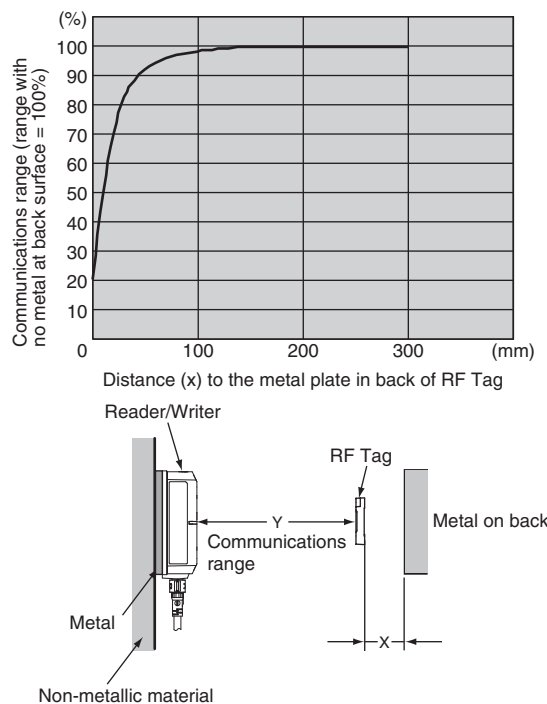 (%)
100
90
80
70
60
50
40
30
20
10
0
100
200
300
(mm)
Communications range (range with
no metal at back surface = 100%)
Distance (x) to the metal plate in back of RF Tag
Reader/Writer
RF Tag
Y
Communications
range
Metal on back
Metal
X
Non-metallic material